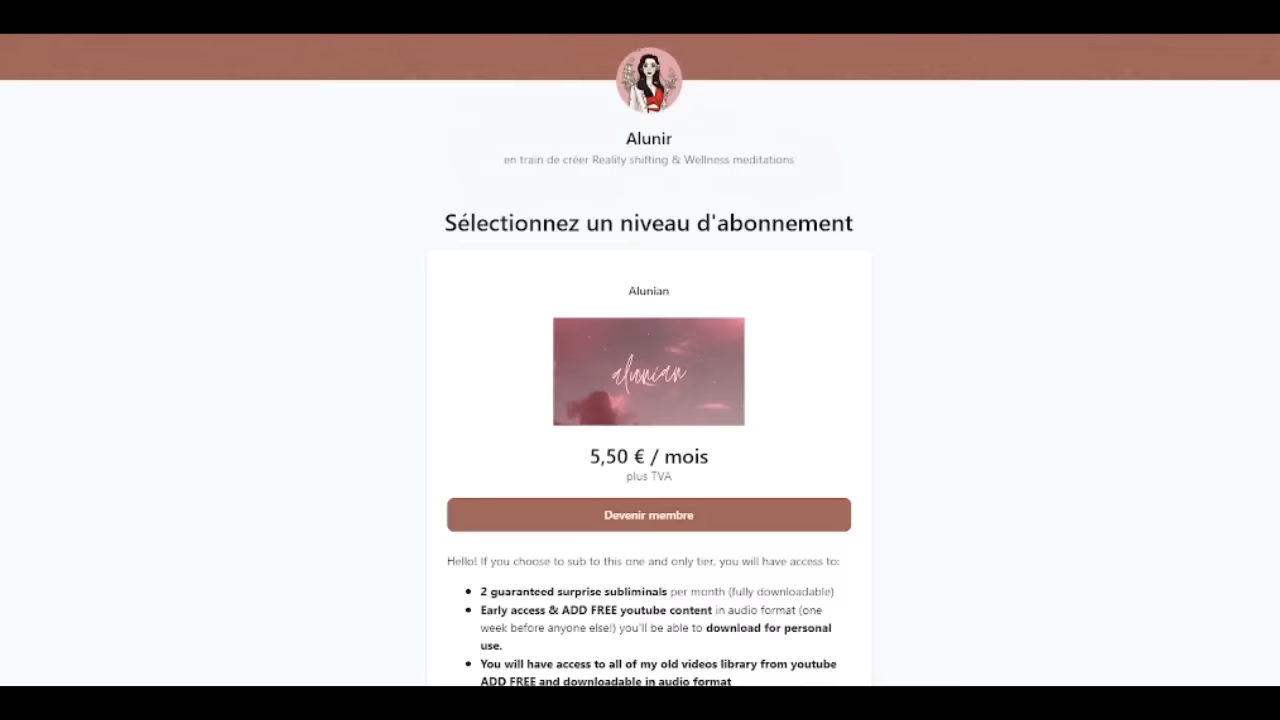 Alunir
en train de créer Reality shifting & Wellness meditations
Sélectionnez un niveau d'abonnement
Alunian
alunian
5,50 € / mois
plus TVA
Devenir membre
Hello! If you choose to sub to this one and only tier, you will have access to:
• 2 guaranteed surprise subliminals per month (fully downloadable)
• Early access & ADD FREE youtube content in audio format (one
week before anyone else!) you'll be able to download for personal
use.
• You will have access to all of my old videos library from youtube
ADD FREE and downloadable in audio format